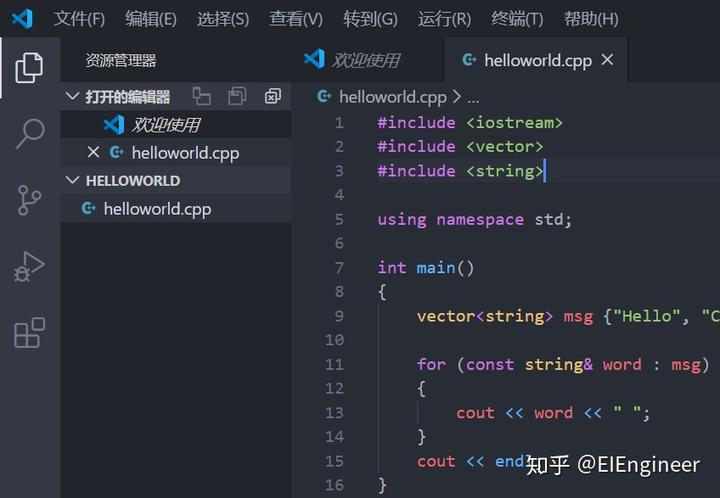 文件(F) 编辑(E) 选择(S) 查看(V) 转到(G) 运行(R) 终端(T) 帮助(H)
资源管理器
欢迎使用 helloworld.cpp
打开的编辑器
欢迎使用
helloworld.cpp
HELLOWORLD
helloworld.cpp
helloworld.cpp > ...
1 #include <iostream>
2 #include <vector>
3 #include <string>
4
5 using namespace std;
6
7 int main()
8 {
9 vector<string> msg {"Hello", "C
10
11 for (const string& word : msg)
12 {
13 cout << word << " ";
14 }
15 cout << end
16 }
知乎 @EIEngineer